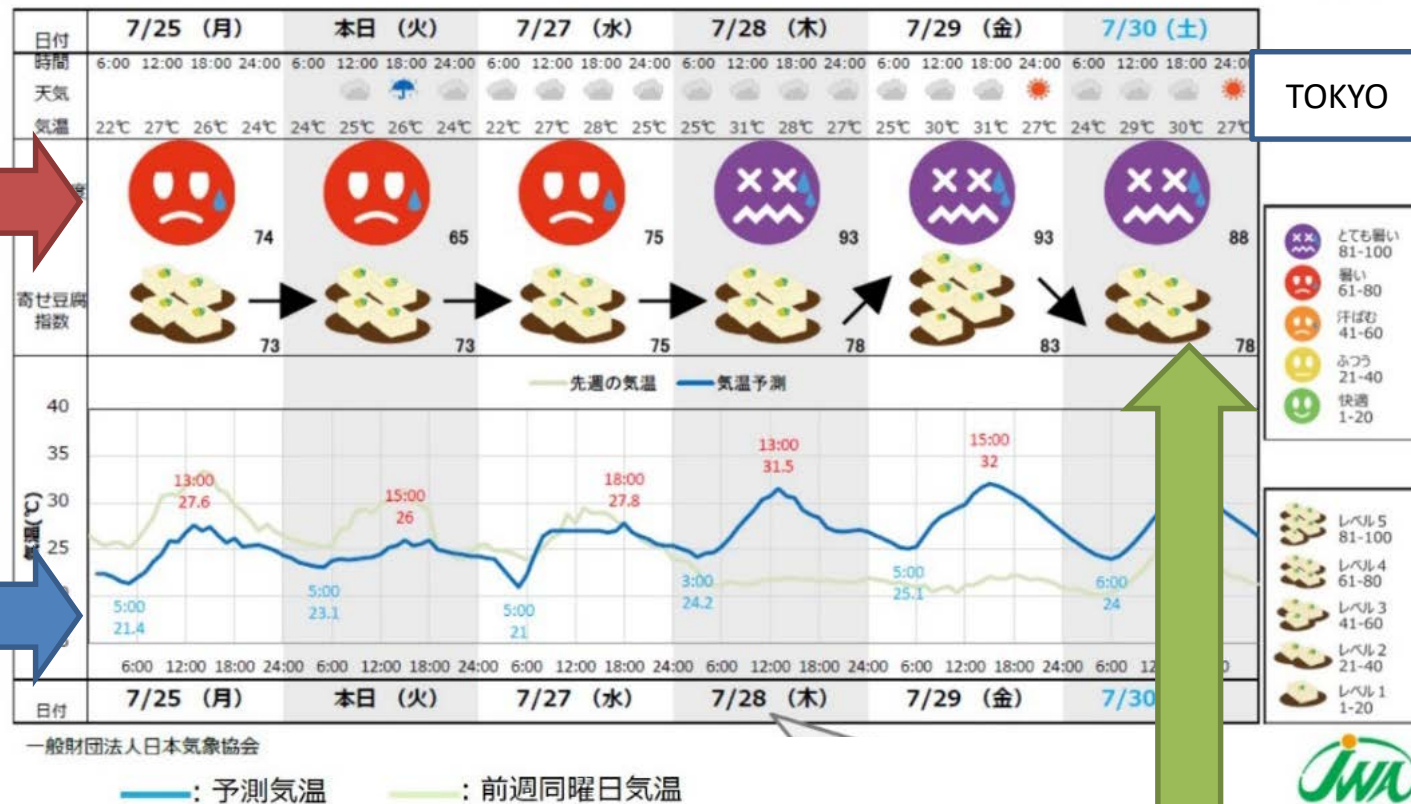 日付 7/25 (月) 本日 (火) 7/27 (水) 7/28 (木) 7/29 (金) 7/30 (土)
時間 6:00 12:00 18:00 24:00 6:00 12:00 18:00 24:00 6:00 12:00 18:00 24:00 6:00 12:00 18:00 24:00 6:00 12:00 18:00 24:00 6:00 12:00 18:00 24:00
天気
気温 22℃ 27℃ 26℃ 24℃ 24℃ 25℃ 26℃ 24℃ 22℃ 27℃ 28℃ 25℃ 25℃ 31℃ 28℃ 27℃ 25℃ 30℃ 31℃ 27℃ 24℃ 29℃ 30℃ 27℃
TOKYO
74 65 75 93 93 88
寄せ豆腐
指数
73 73 75 78 83 78
とても暑い
81-100
暑い
61-80
汗ばむ
41-60
ふつう
21-40
快適
1-20
先週の気温 気温予測
気温(℃)
40
35
30
25
13:00
27.6
15:00
26
18:00
27.8
13:00
31.5
15:00
32
5:00
21.4
5:00
23.1
5:00
21
3:00
24.2
5:00
25.1
6:00
24
6:00 12:00 18:00 24:00 6:00 12:00 18:00 24:00 6:00 12:00 18:00 24:00 6:00 12:00 18:00 24:00 6:00 12:00 18:00 24:00 6:00
日付 7/25 (月) 本日 (火) 7/27 (水) 7/28 (木) 7/29 (金) 7/30
レベル5
81-100
レベル4
61-80
レベル3
41-60
レベル2
21-40
レベル1
1-20
一般財団法人日本気象協会
: 予測気温 : 前週同曜日気温
JWA